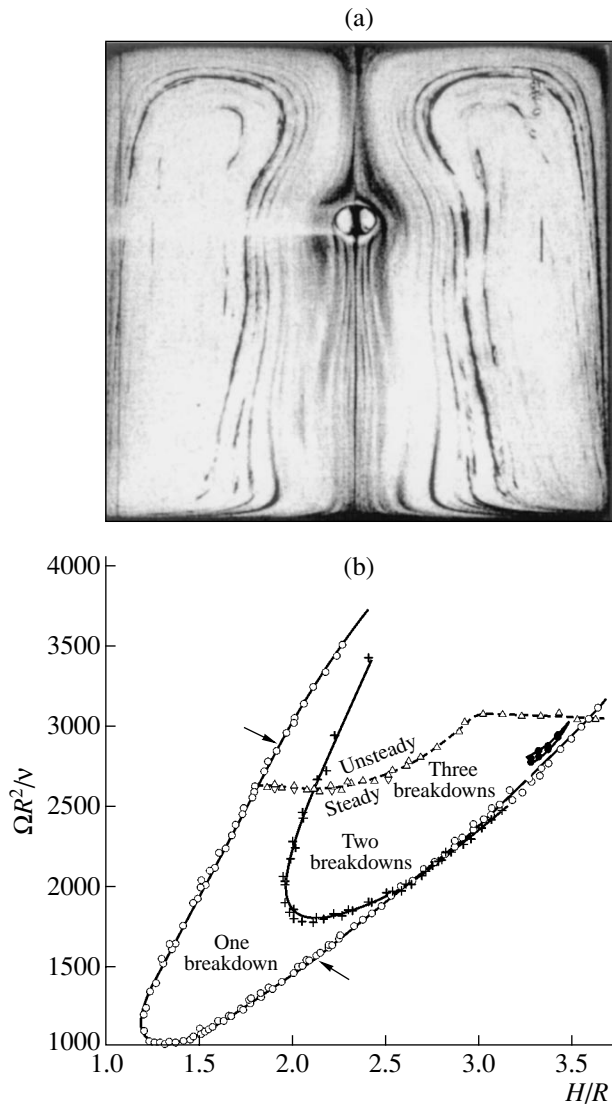 (a)
(b)
4000
3500
3000
2500
2000
1500
1000
ΩR²/ν
Unsteady
Steady
Three
breakdowns
Two
breakdowns
One
breakdown
1.0 1.5 2.0 2.5 3.0 3.5
H/R